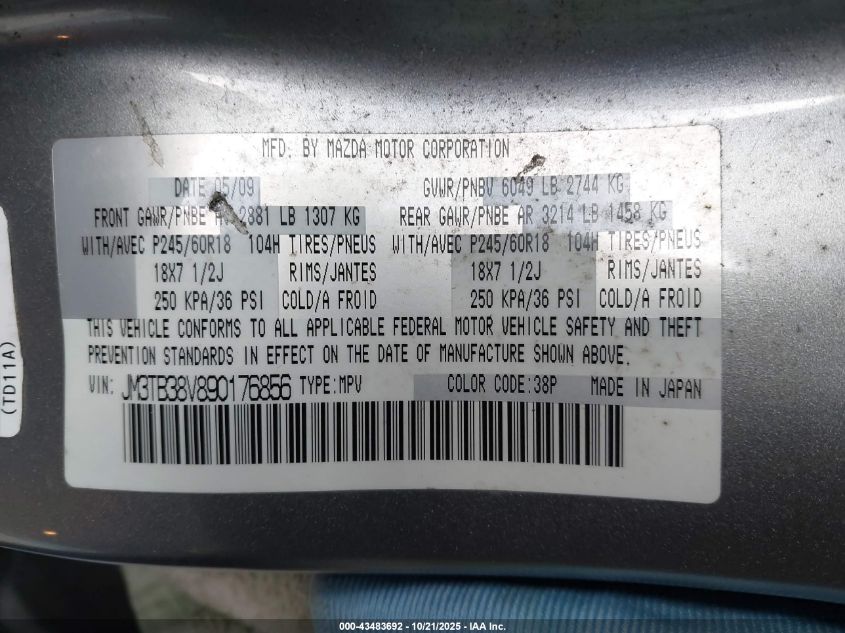 MFD. BY MAZDA MOTOR CORPORATION
DATE 05/09 GVWR/PNBV 6049 LB 2744 KG
FRONT GAWR/PNBE AV 2881 LB 1307 KG REAR GAWR/PNBE AR 3214 LB 1458 KG
WITH/AVEC P245/60R18 104H TIRES/PNEUS WITH/AVEC P245/60R18 104H TIRES/PNEUS
18X7 1/2J RIMS/JANTES 18X7 1/2J RIMS/JANTES
250 KPA/36 PSI COLD/A FROID 250 KPA/36 PSI COLD/A FROID
THIS VEHICLE CONFORMS TO ALL APPLICABLE FEDERAL MOTOR VEHICLE SAFETY AND THEFT
PREVENTION STANDARDS IN EFFECT ON THE DATE OF MANUFACTURE SHOWN ABOVE.
VIN: JM3TB38V890176856 TYPE:MPV COLOR CODE:38P MADE IN JAPAN
(TD11A)
000-43483692 - 10/21/2025 - IAA Inc.